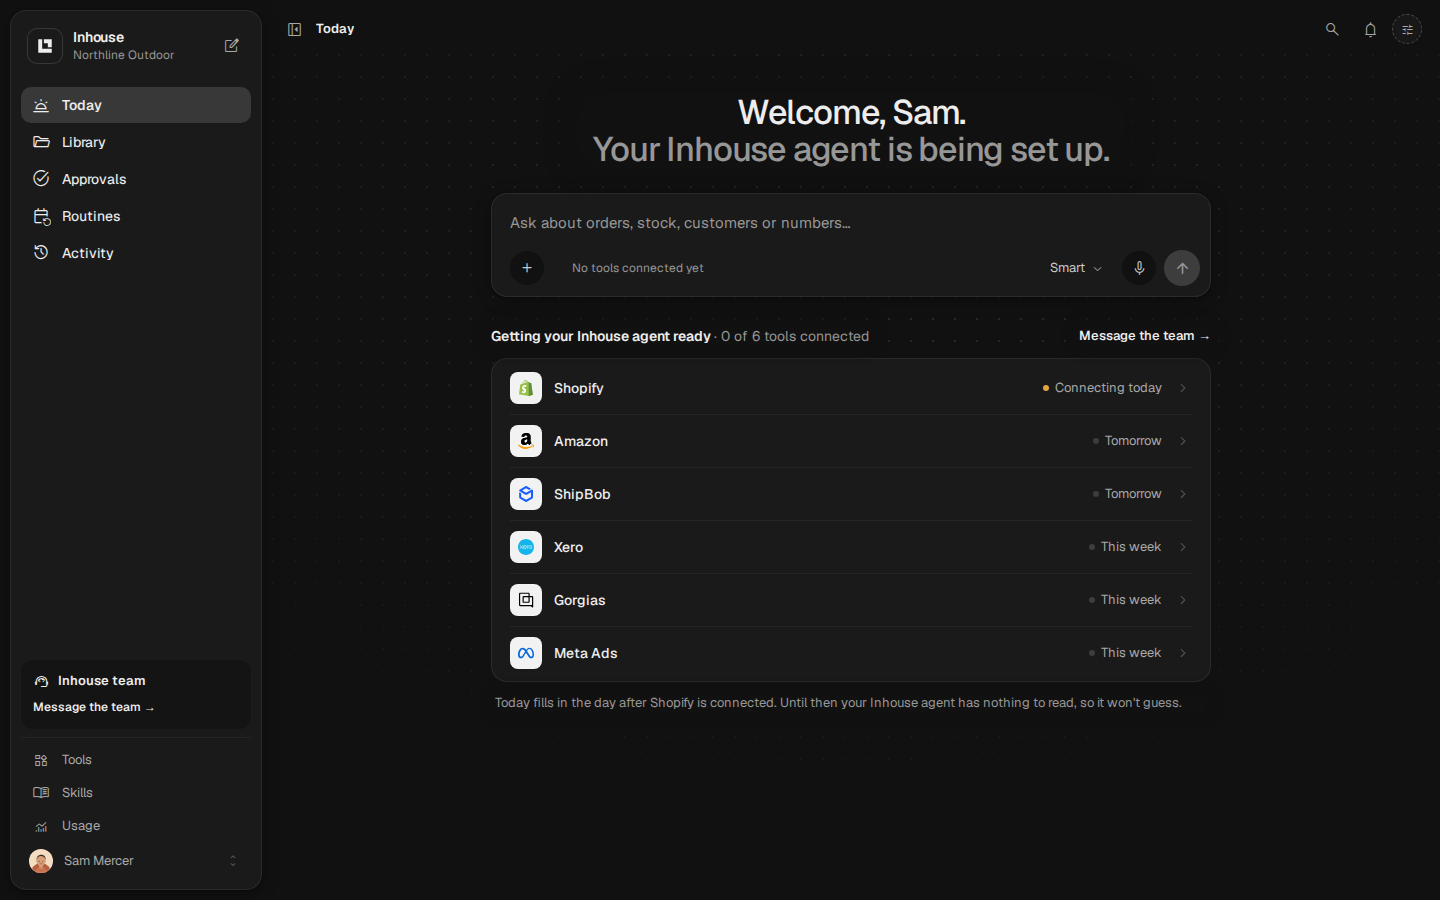 Inhouse
Northline Outdoor
Today
Library
Approvals
Routines
Activity
Inhouse team
Message the team →
Tools
Skills
Usage
Sam Mercer
Today
Welcome, Sam.
Your Inhouse agent is being set up.
Ask about orders, stock, customers or numbers...
No tools connected yet
Smart
Getting your Inhouse agent ready · 0 of 6 tools connected
Message the team →
Shopify
Connecting today
Amazon
Tomorrow
ShipBob
Tomorrow
xero
Xero
This week
Gorgias
This week
Meta Ads
This week
Today fills in the day after Shopify is connected. Until then your Inhouse agent has nothing to read, so it won't guess.